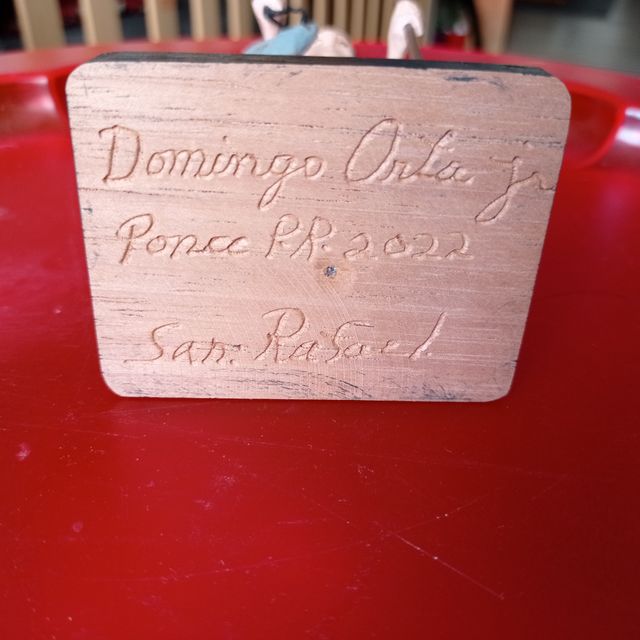 Domingo Orta jr
Ponce P.R. 2022
San. Rafael